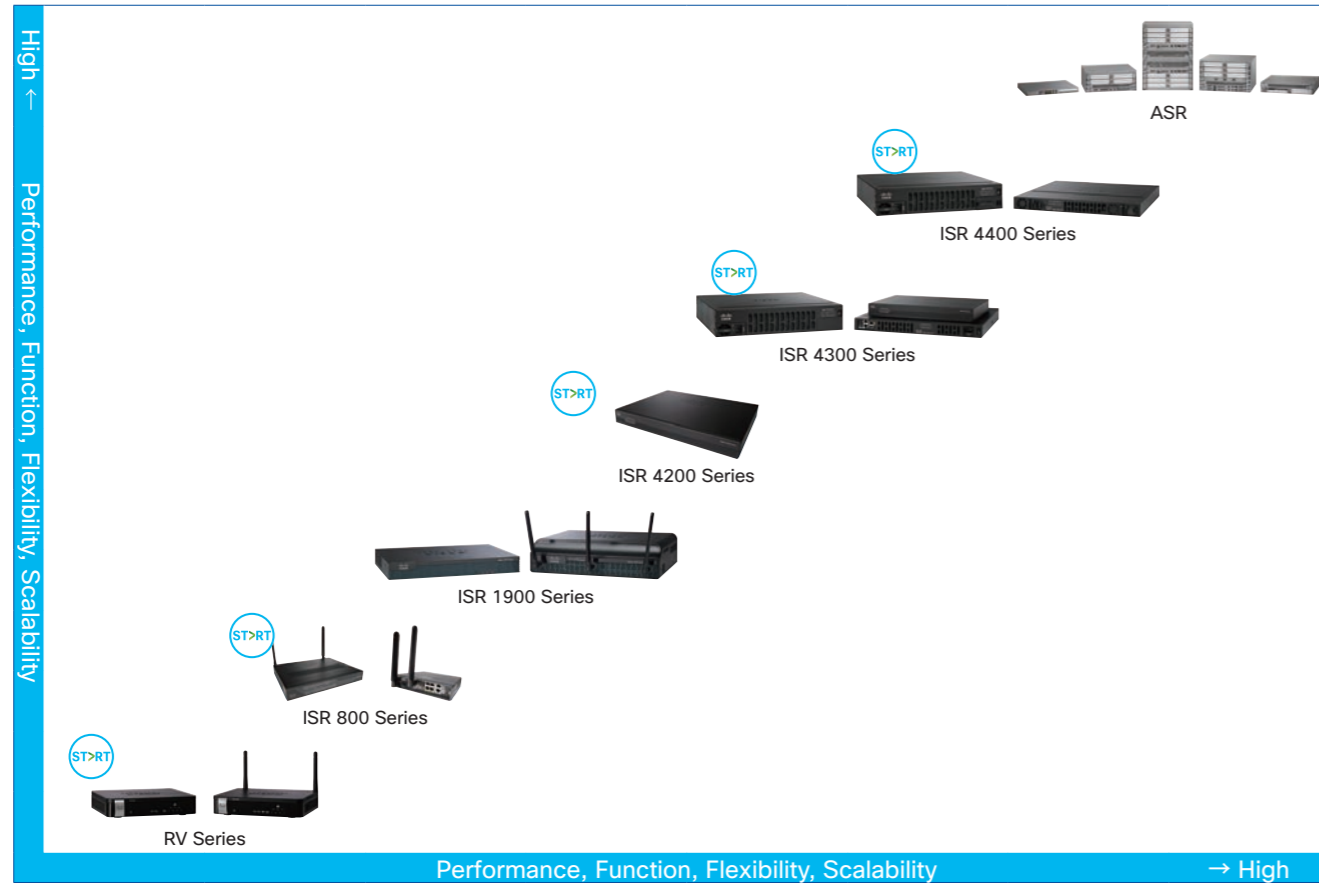 High ←
Performance, Function, Flexibility, Scalability
ASR
ST>RT
ISR 4400 Series
ST>RT
ISR 4300 Series
ST>RT
ISR 4200 Series
ISR 1900 Series
ST>RT
ISR 800 Series
ST>RT
RV Series
Performance, Function, Flexibility, Scalability
→ High